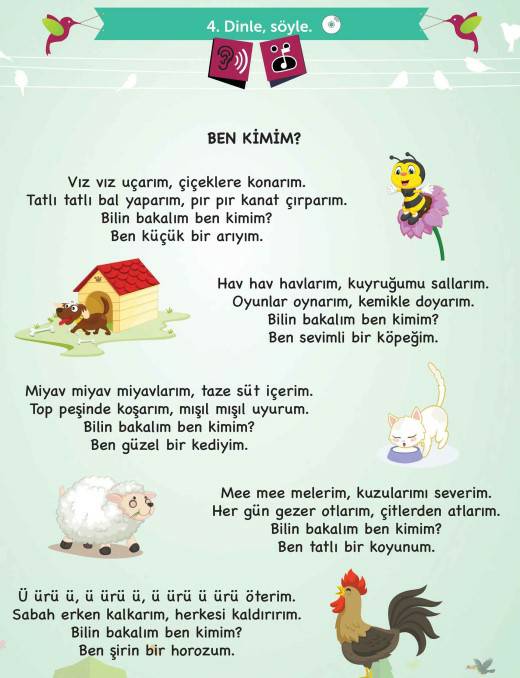 4. Dinle, söyle.
BEN KİMİM?
Vız vız uçarım, çiçeklere konarım.
Tatlı tatlı bal yaparım, pır pır kanat çırparım.
Bilin bakalım ben kimim?
Ben küçük bir arıyım.
Hav hav havlarım, kuyruğumu sallarım.
Oyunlar oynarım, kemikle doyarım.
Bilin bakalım ben kimim?
Ben sevimli bir köpeğim.
Miyav miyav miyavlarım, taze süt içerim.
Top peşinde koşarım, mışıl mışıl uyurum.
Bilin bakalım ben kimim?
Ben güzel bir kediyim.
Mee mee melerim, kuzularımı severim.
Her gün gezer otlarım, çitlerden atlarım.
Bilin bakalım ben kimim?
Ben tatlı bir koyunum.
Ü ürü ü, ü ürü ü, ü ürü ü ürü öterim.
Sabah erken kalkarım, herkesi kaldırırım.
Bilin bakalım ben kimim?
Ben şirin bir horozum.